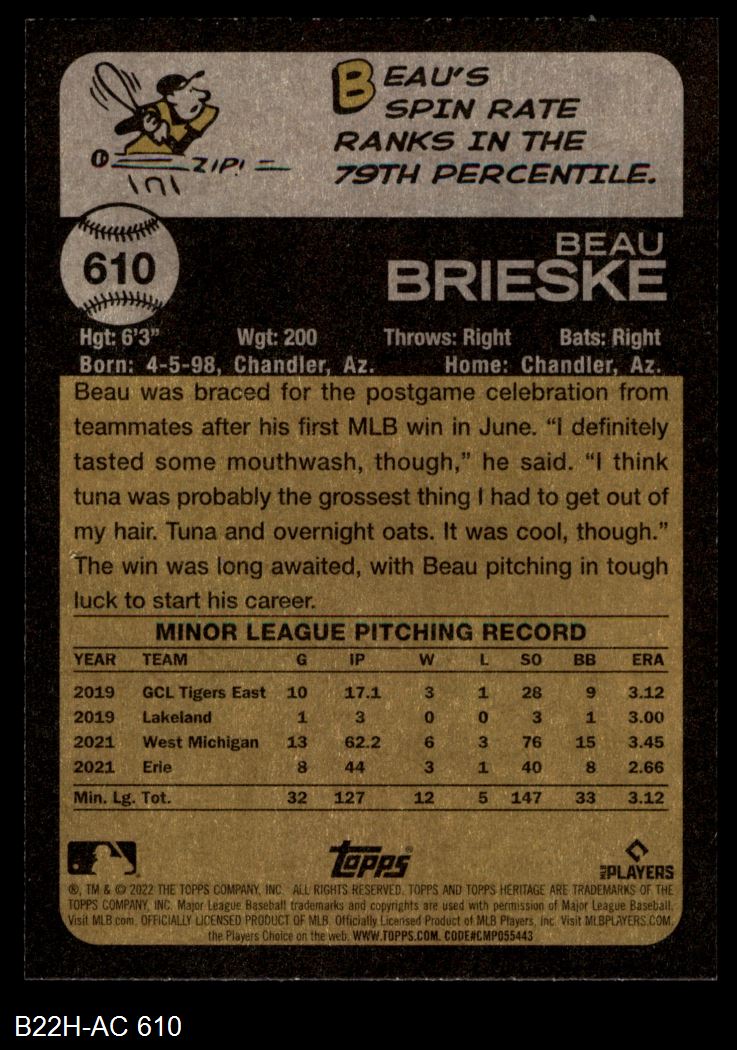 BEAU'S
SPIN RATE
RANKS IN THE
79TH PERCENTILE.
ZIP!
610
BEAU
BRIESKE
Hgt: 6'3" Wgt: 200 Throws: Right Bats: Right
Born: 4-5-98, Chandler, Az. Home: Chandler, Az.
Beau was braced for the postgame celebration from
teammates after his first MLB win in June. “I definitely
tasted some mouthwash, though,” he said. “I think
tuna was probably the grossest thing I had to get out of
my hair. Tuna and overnight oats. It was cool, though.”
The win was long awaited, with Beau pitching in tough
luck to start his career.
MINOR LEAGUE PITCHING RECORD
YEAR TEAM G IP W L SO BB ERA
2019 GCL Tigers East 10 17.1 3 1 28 9 3.12
2019 Lakeland 1 3 0 0 3 1 3.00
2021 West Michigan 13 62.2 6 3 76 15 3.45
2021 Erie 8 44 3 1 40 8 2.66
Min. Lg. Tot. 32 127 12 5 147 33 3.12
Topps® PLAYERS
®, TM & © 2022 THE TOPPS COMPANY, INC. ALL RIGHTS RESERVED. TOPPS AND TOPPS HERITAGE ARE TRADEMARKS OF THE
TOPPS COMPANY, INC. Major League Baseball trademarks and copyrights are used with permission of Major League Baseball.
Visit MLB.com. OFFICIALLY LICENSED PRODUCT OF MLB. Officially Licensed Product of MLB Players, Inc. Visit MLBPLAYERS.COM,
the Players Choice on the web. WWW.TOPPS.COM. CODE#CMP055443
B22H-AC 610